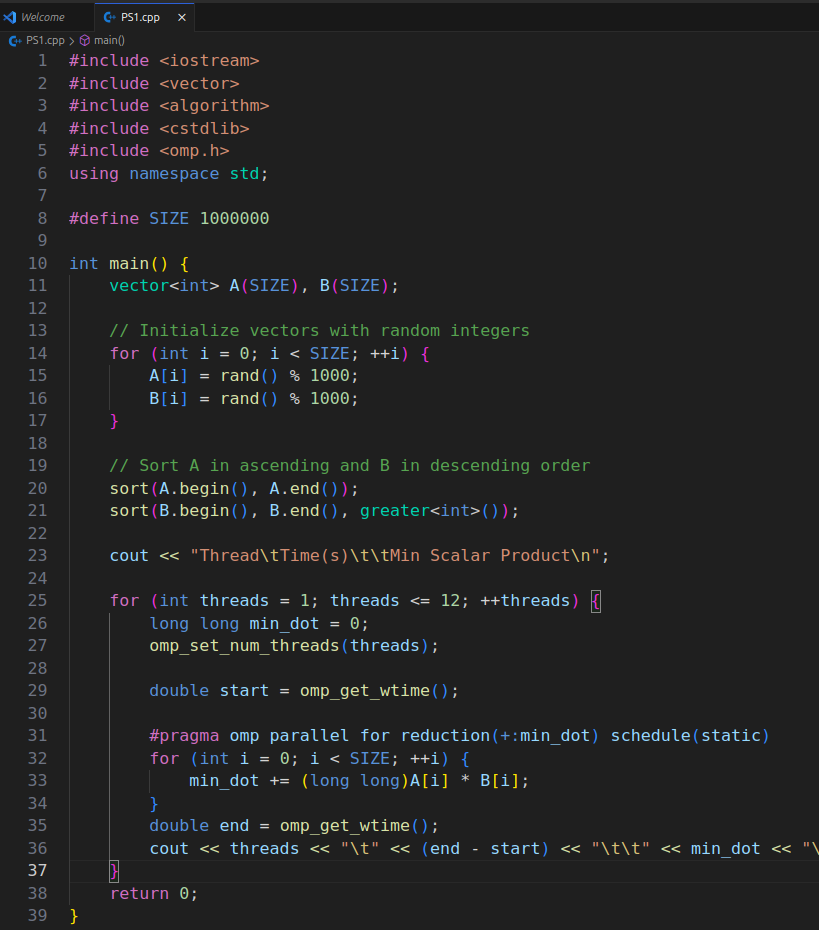 Welcome PS1.cpp ×
PS1.cpp > main()
1 #include <iostream>
2 #include <vector>
3 #include <algorithm>
4 #include <cstdlib>
5 #include <omp.h>
6 using namespace std;
7
8 #define SIZE 1000000
9
10 int main() {
11     vector<int> A(SIZE), B(SIZE);
12
13     // Initialize vectors with random integers
14     for (int i = 0; i < SIZE; ++i) {
15         A[i] = rand() % 1000;
16         B[i] = rand() % 1000;
17     }
18
19     // Sort A in ascending and B in descending order
20     sort(A.begin(), A.end());
21     sort(B.begin(), B.end(), greater<int>());
22
23     cout << "Thread\tTime(s)\t\tMin Scalar Product\n";
24
25     for (int threads = 1; threads <= 12; ++threads) {
26         long long min_dot = 0;
27         omp_set_num_threads(threads);
28
29         double start = omp_get_wtime();
30
31         #pragma omp parallel for reduction(+:min_dot) schedule(static)
32         for (int i = 0; i < SIZE; ++i) {
33             min_dot += (long long)A[i] * B[i];
34         }
35         double end = omp_get_wtime();
36         cout << threads << "\t" << (end - start) << "\t\t" << min_dot << "\
37     }
38     return 0;
39 }